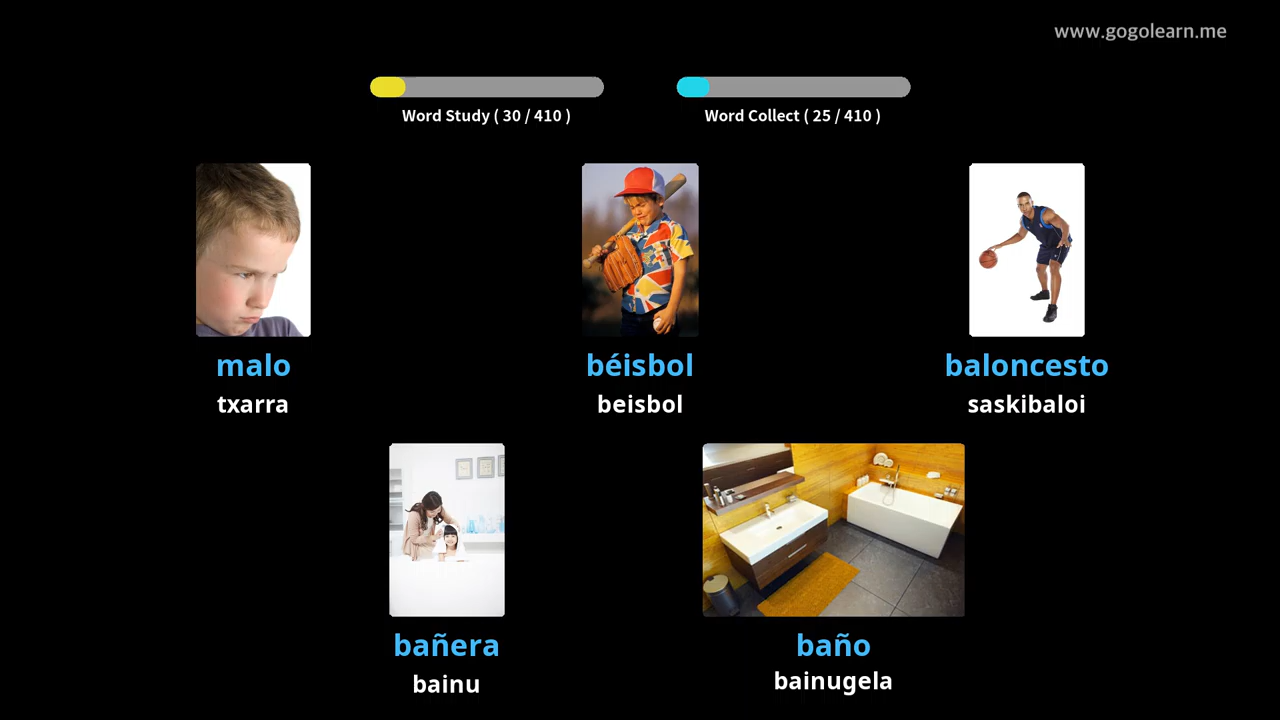 www.gogolearn.me
Word Study ( 30 / 410 )
Word Collect ( 25 / 410 )
malo
txarra
béisbol
beisbol
baloncesto
saskibaloi
bañera
bainu
baño
bainugela